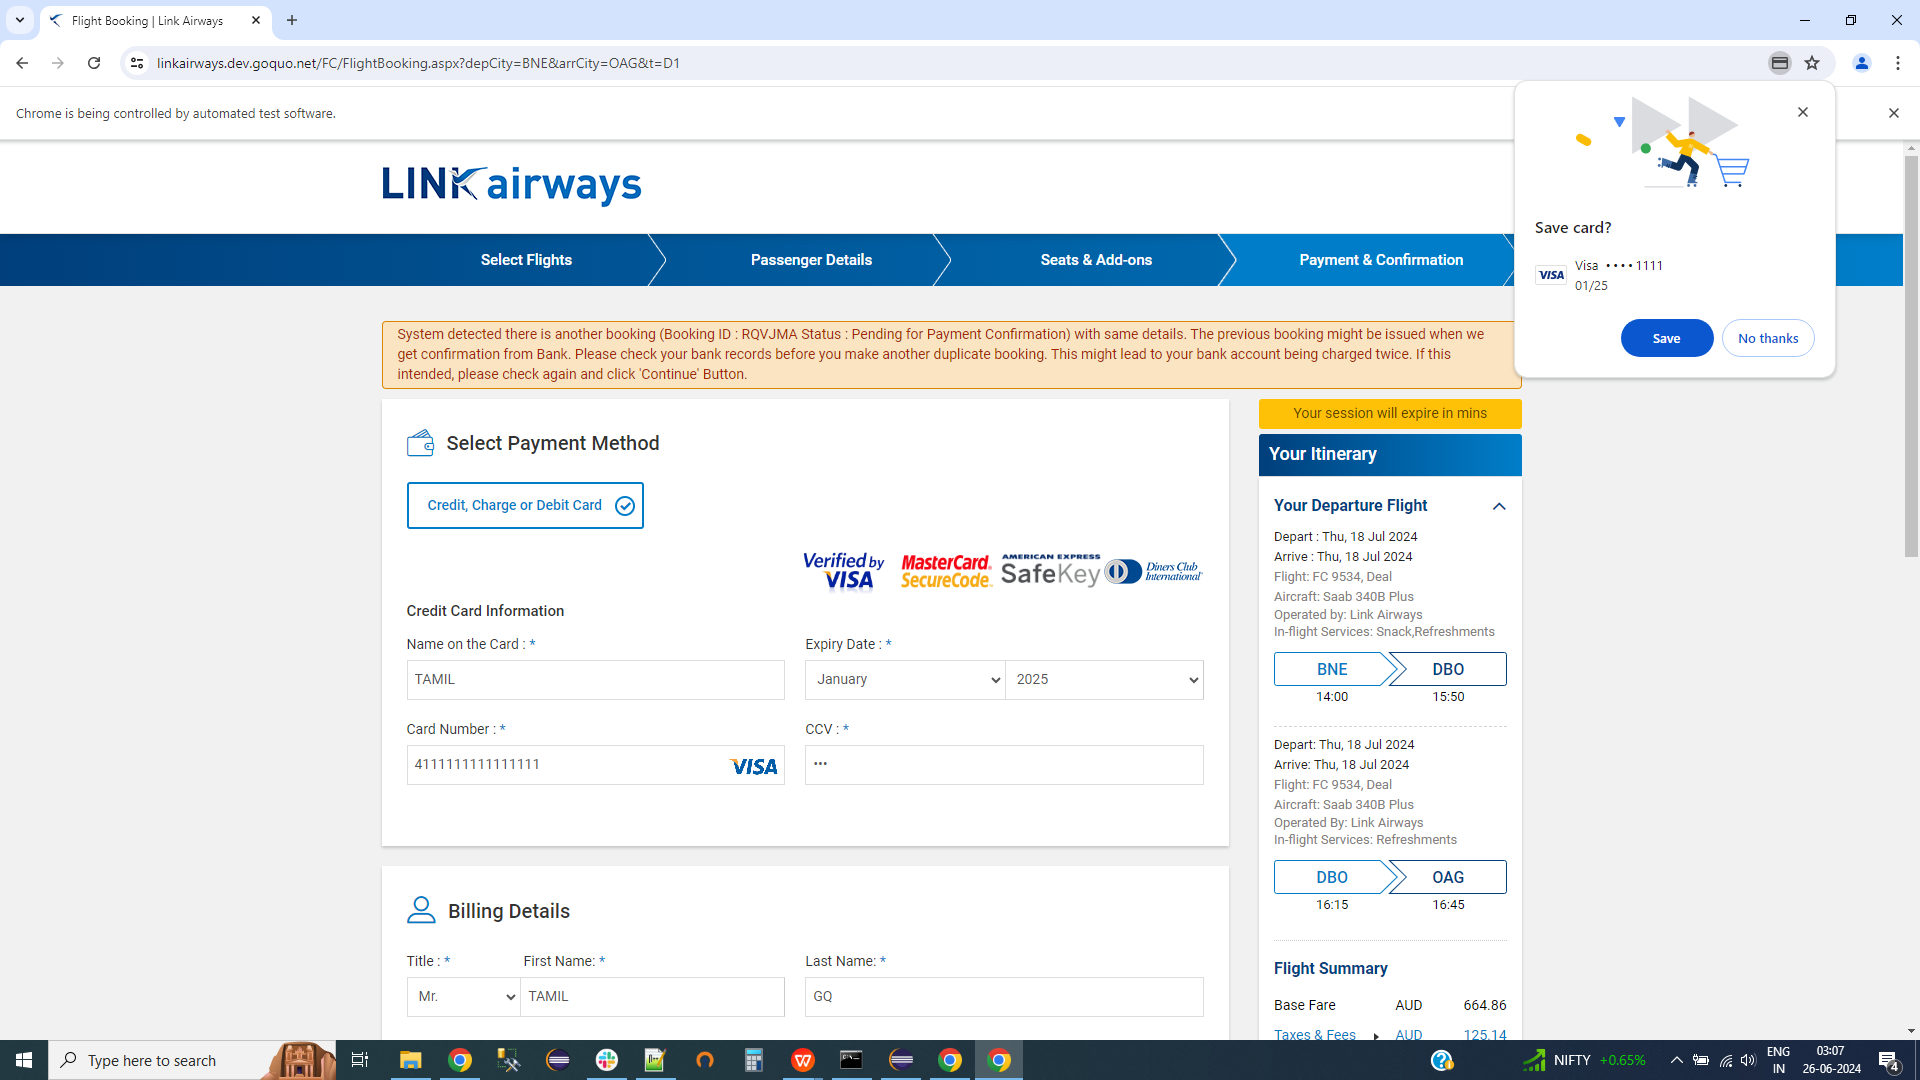 Flight Booking | Link Airways
linkairways.dev.goquo.net/FC/FlightBooking.aspx?depCity=BNE&arrCity=OAG&t=D1
Chrome is being controlled by automated test software.
LINK airways
Select Flights
Passenger Details
Seats & Add-ons
Payment & Confirmation
Save card?
VISA
Visa •••• 1111
01/25
Save
No thanks
System detected there is another booking (Booking ID : RQVJMA Status : Pending for Payment Confirmation) with same details. The previous booking might be issued when we
get confirmation from Bank. Please check your bank records before you make another duplicate booking. This might lead to your bank account being charged twice. If this
intended, please check again and click 'Continue' Button.
Select Payment Method
Credit, Charge or Debit Card
Verified by
VISA
MasterCard.
SecureCode.
AMERICAN EXPRESS
SafeKey
Diners Club
International
Credit Card Information
Name on the Card : *
TAMIL
Expiry Date : *
January
2025
Card Number : *
4111111111111111
VISA
CCV : *
•••
Billing Details
Title : *
Mr.
First Name: *
TAMIL
Last Name: *
GQ
Your session will expire in mins
Your Itinerary
Your Departure Flight
Depart : Thu, 18 Jul 2024
Arrive : Thu, 18 Jul 2024
Flight: FC 9534, Deal
Aircraft: Saab 340B Plus
Operated by: Link Airways
In-flight Services: Snack,Refreshments
BNE
DBO
14:00
15:50
Depart: Thu, 18 Jul 2024
Arrive: Thu, 18 Jul 2024
Flight: FC 9534, Deal
Aircraft: Saab 340B Plus
Operated By: Link Airways
In-flight Services: Refreshments
DBO
OAG
16:15
16:45
Flight Summary
Base Fare AUD 664.86
Taxes & Fees AUD 125.14
Type here to search
NIFTY +0.65%
ENG
IN
03:07
26-06-2024
4